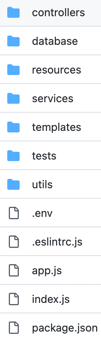 controllers
database
resources
services
templates
tests
utils
.env
.eslintrc.js
app.js
index.js
package.json